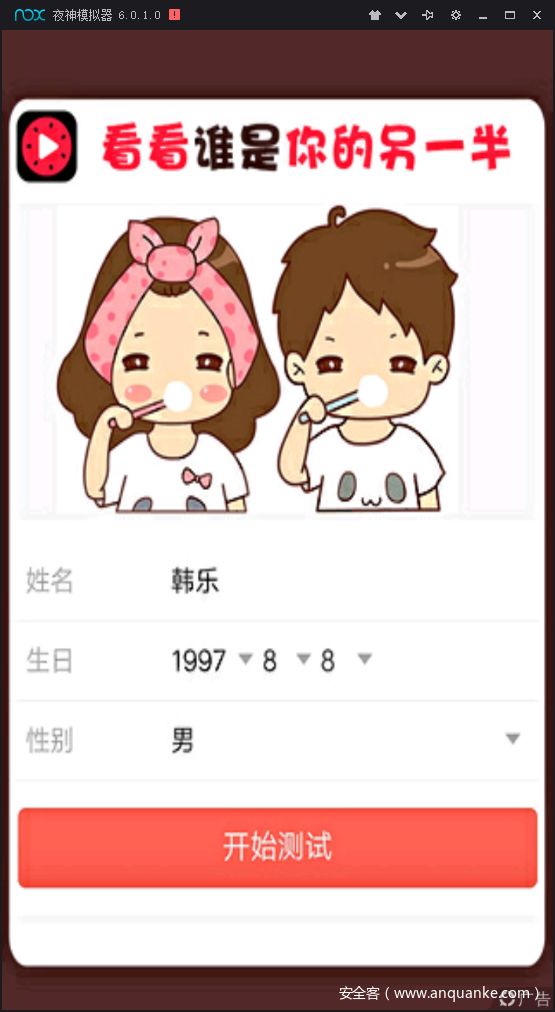 nox 夜神模拟器 6.0.1.0
看看谁是你的另一半
姓名 韩乐
生日 1997 8 8
性别 男
开始测试
安全客（www.anquanke.com）
广告